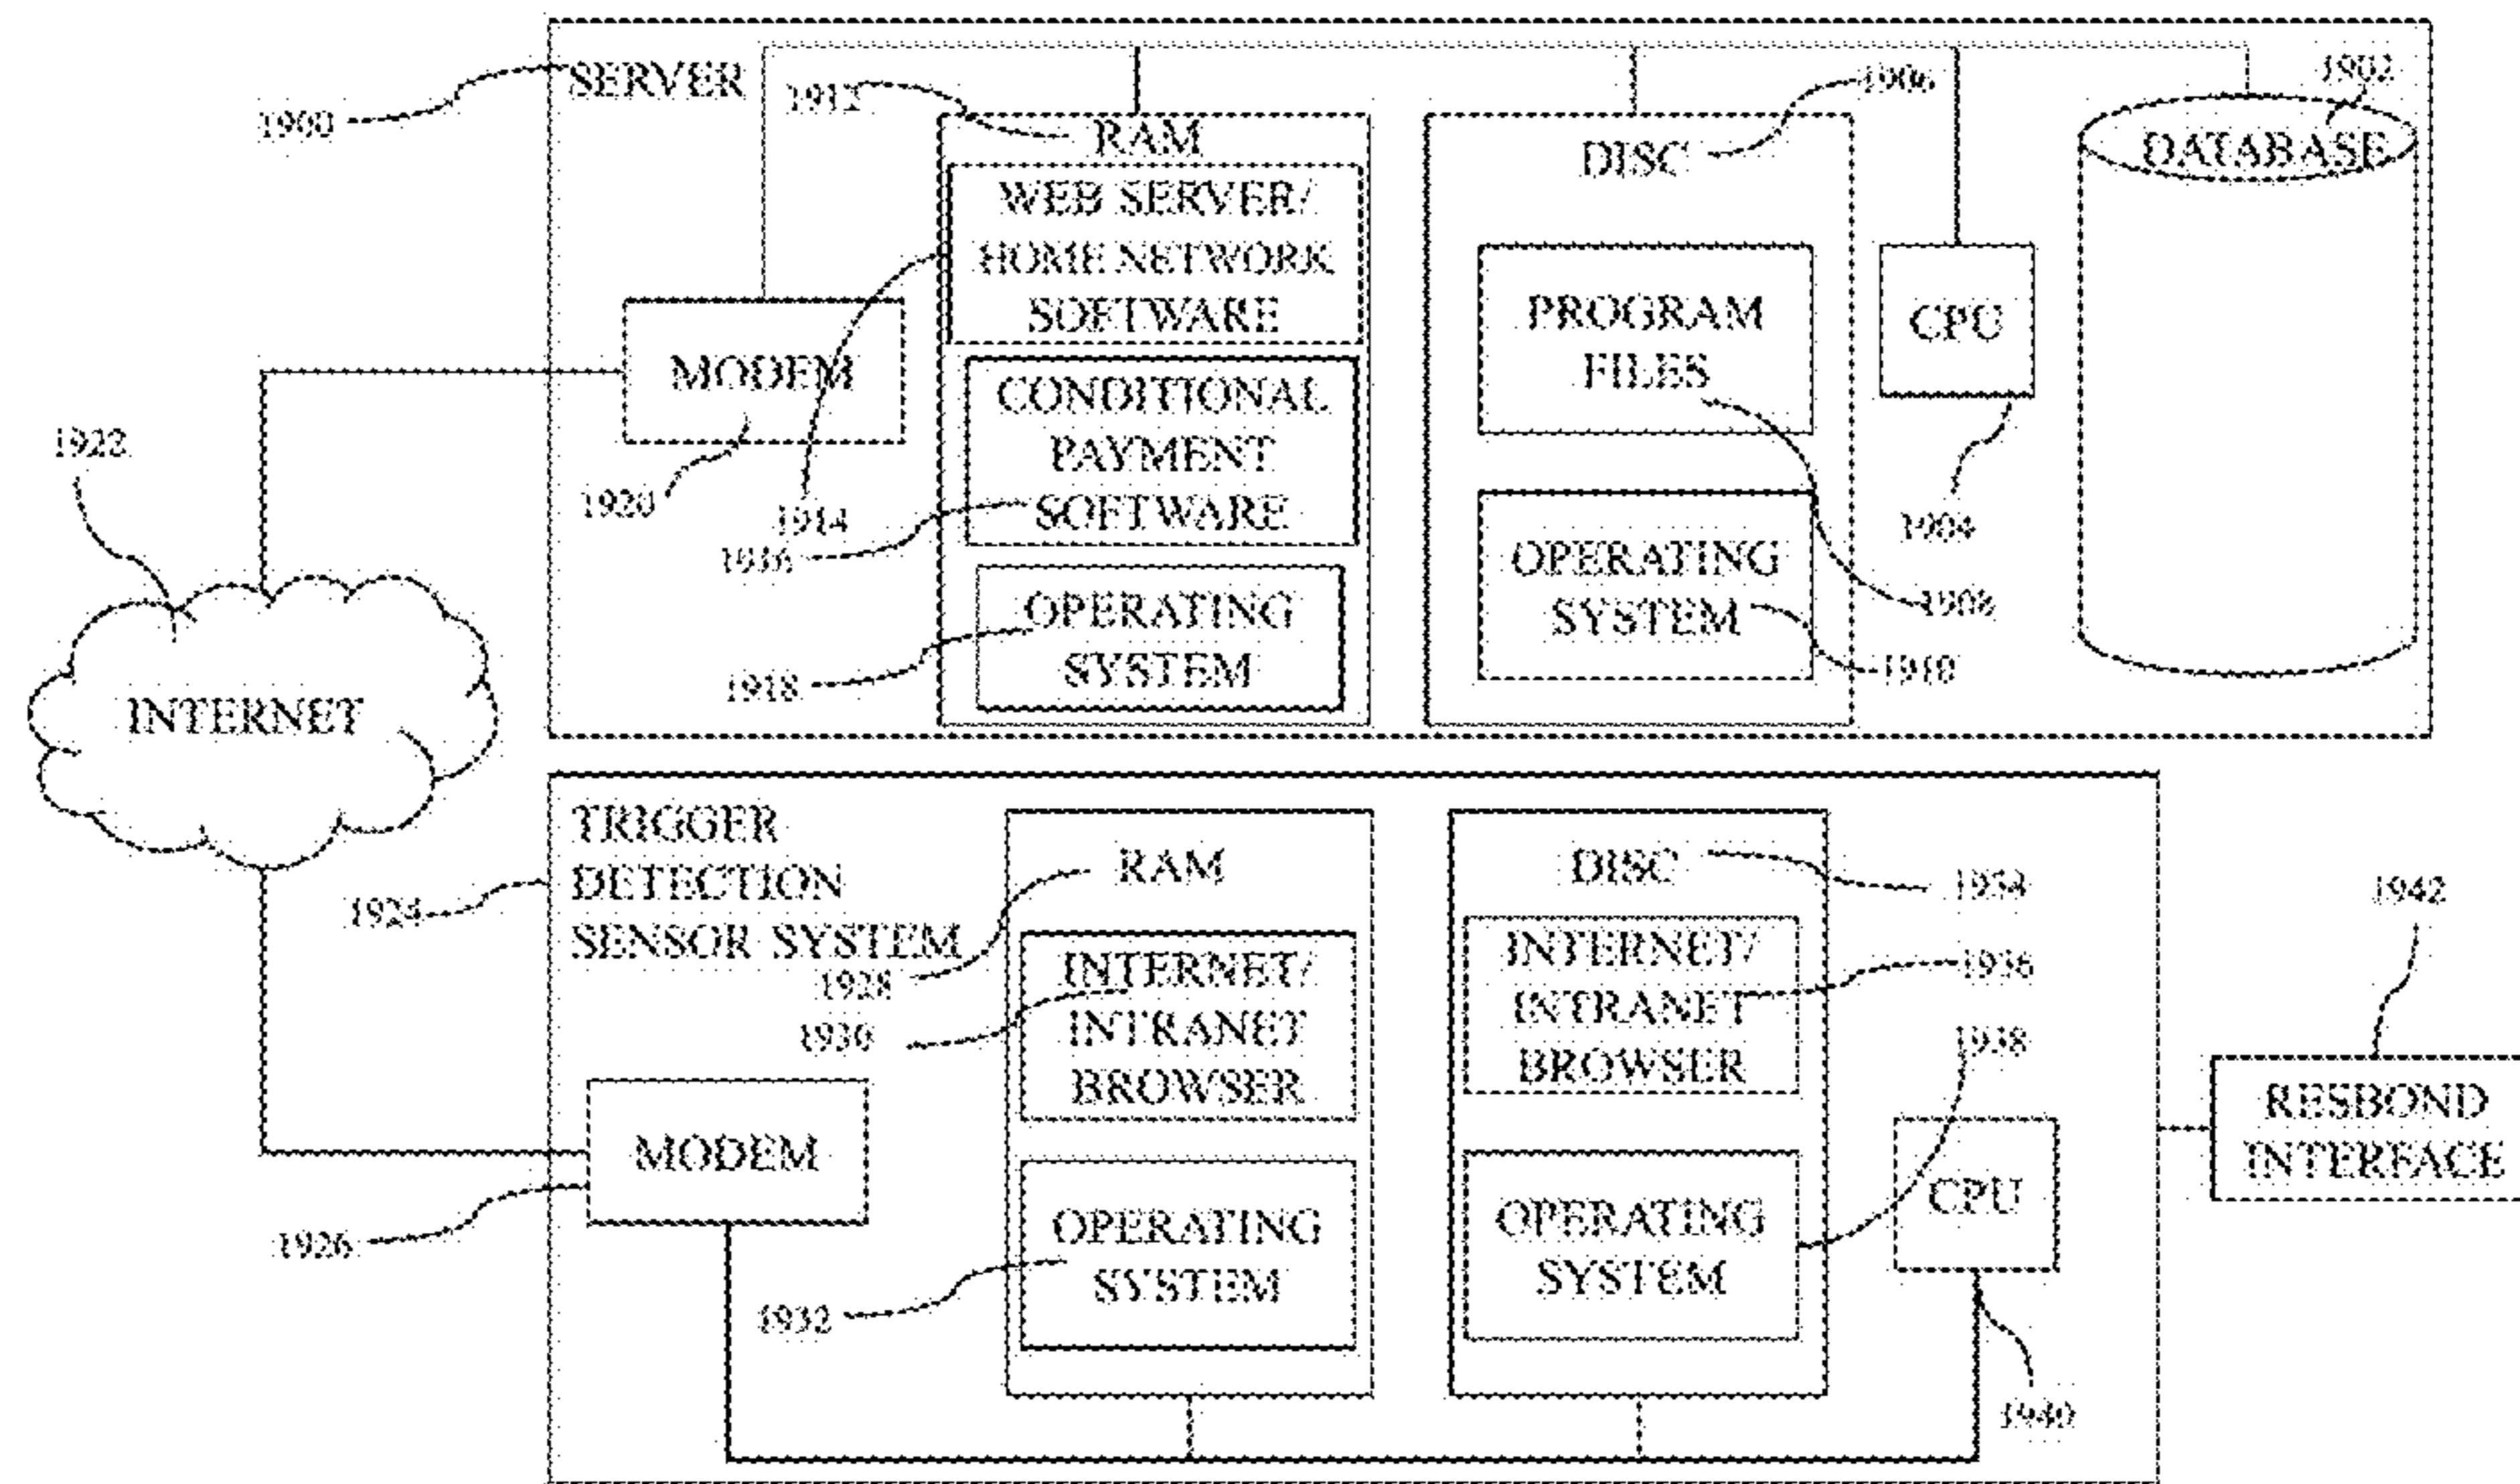 SERVER
1900
1912
RAM
WEB SERVER/
HOME NETWORK
SOFTWARE
CONDITIONAL
PAYMENT
SOFTWARE
OPERATING
SYSTEM
MODEM
1920
1914
1916
1918
DISC
1906
PROGRAM
FILES
OPERATING
SYSTEM
CPU
1904
1908
1910
1902
DATABASE
1922
INTERNET
TRIGGER
DETECTION
SENSOR SYSTEM
1924
1928
1930
RAM
INTERNET/
INTRANET
BROWSER
OPERATING
SYSTEM
MODEM
1926
1932
DISC
1934
INTERNET/
INTRANET
BROWSER
1936
1938
OPERATING
SYSTEM
CPU
1940
1942
RESBOND
INTERFACE